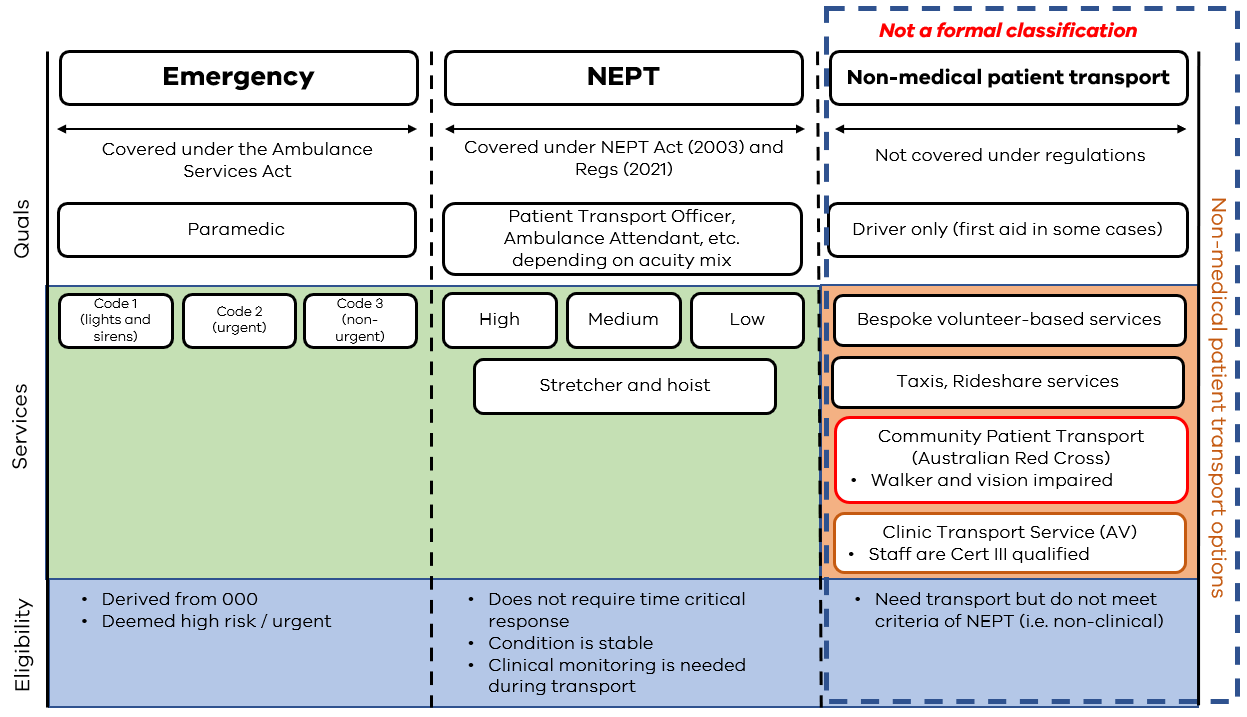 Not a formal classification
Emergency
NEPT
Non-medical patient transport
Covered under the Ambulance
Services Act
Covered under NEPT Act (2003) and
Regs (2021)
Not covered under regulations
Quals
Paramedic
Patient Transport Officer,
Ambulance Attendant, etc.
depending on acuity mix
Driver only (first aid in some cases)
Services
Code 1
(lights and
sirens)
Code 2
(urgent)
Code 3
(non-
urgent)
High
Medium
Low
Stretcher and hoist
Bespoke volunteer-based services
Taxis, Rideshare services
Community Patient Transport
(Australian Red Cross)
• Walker and vision impaired
Clinic Transport Service (AV)
• Staff are Cert III qualified
Eligibility
• Derived from 000
• Deemed high risk / urgent
• Does not require time critical
response
• Condition is stable
• Clinical monitoring is needed
during transport
• Need transport but do not meet
criteria of NEPT (i.e. non-clinical)
Non-medical patient transport options